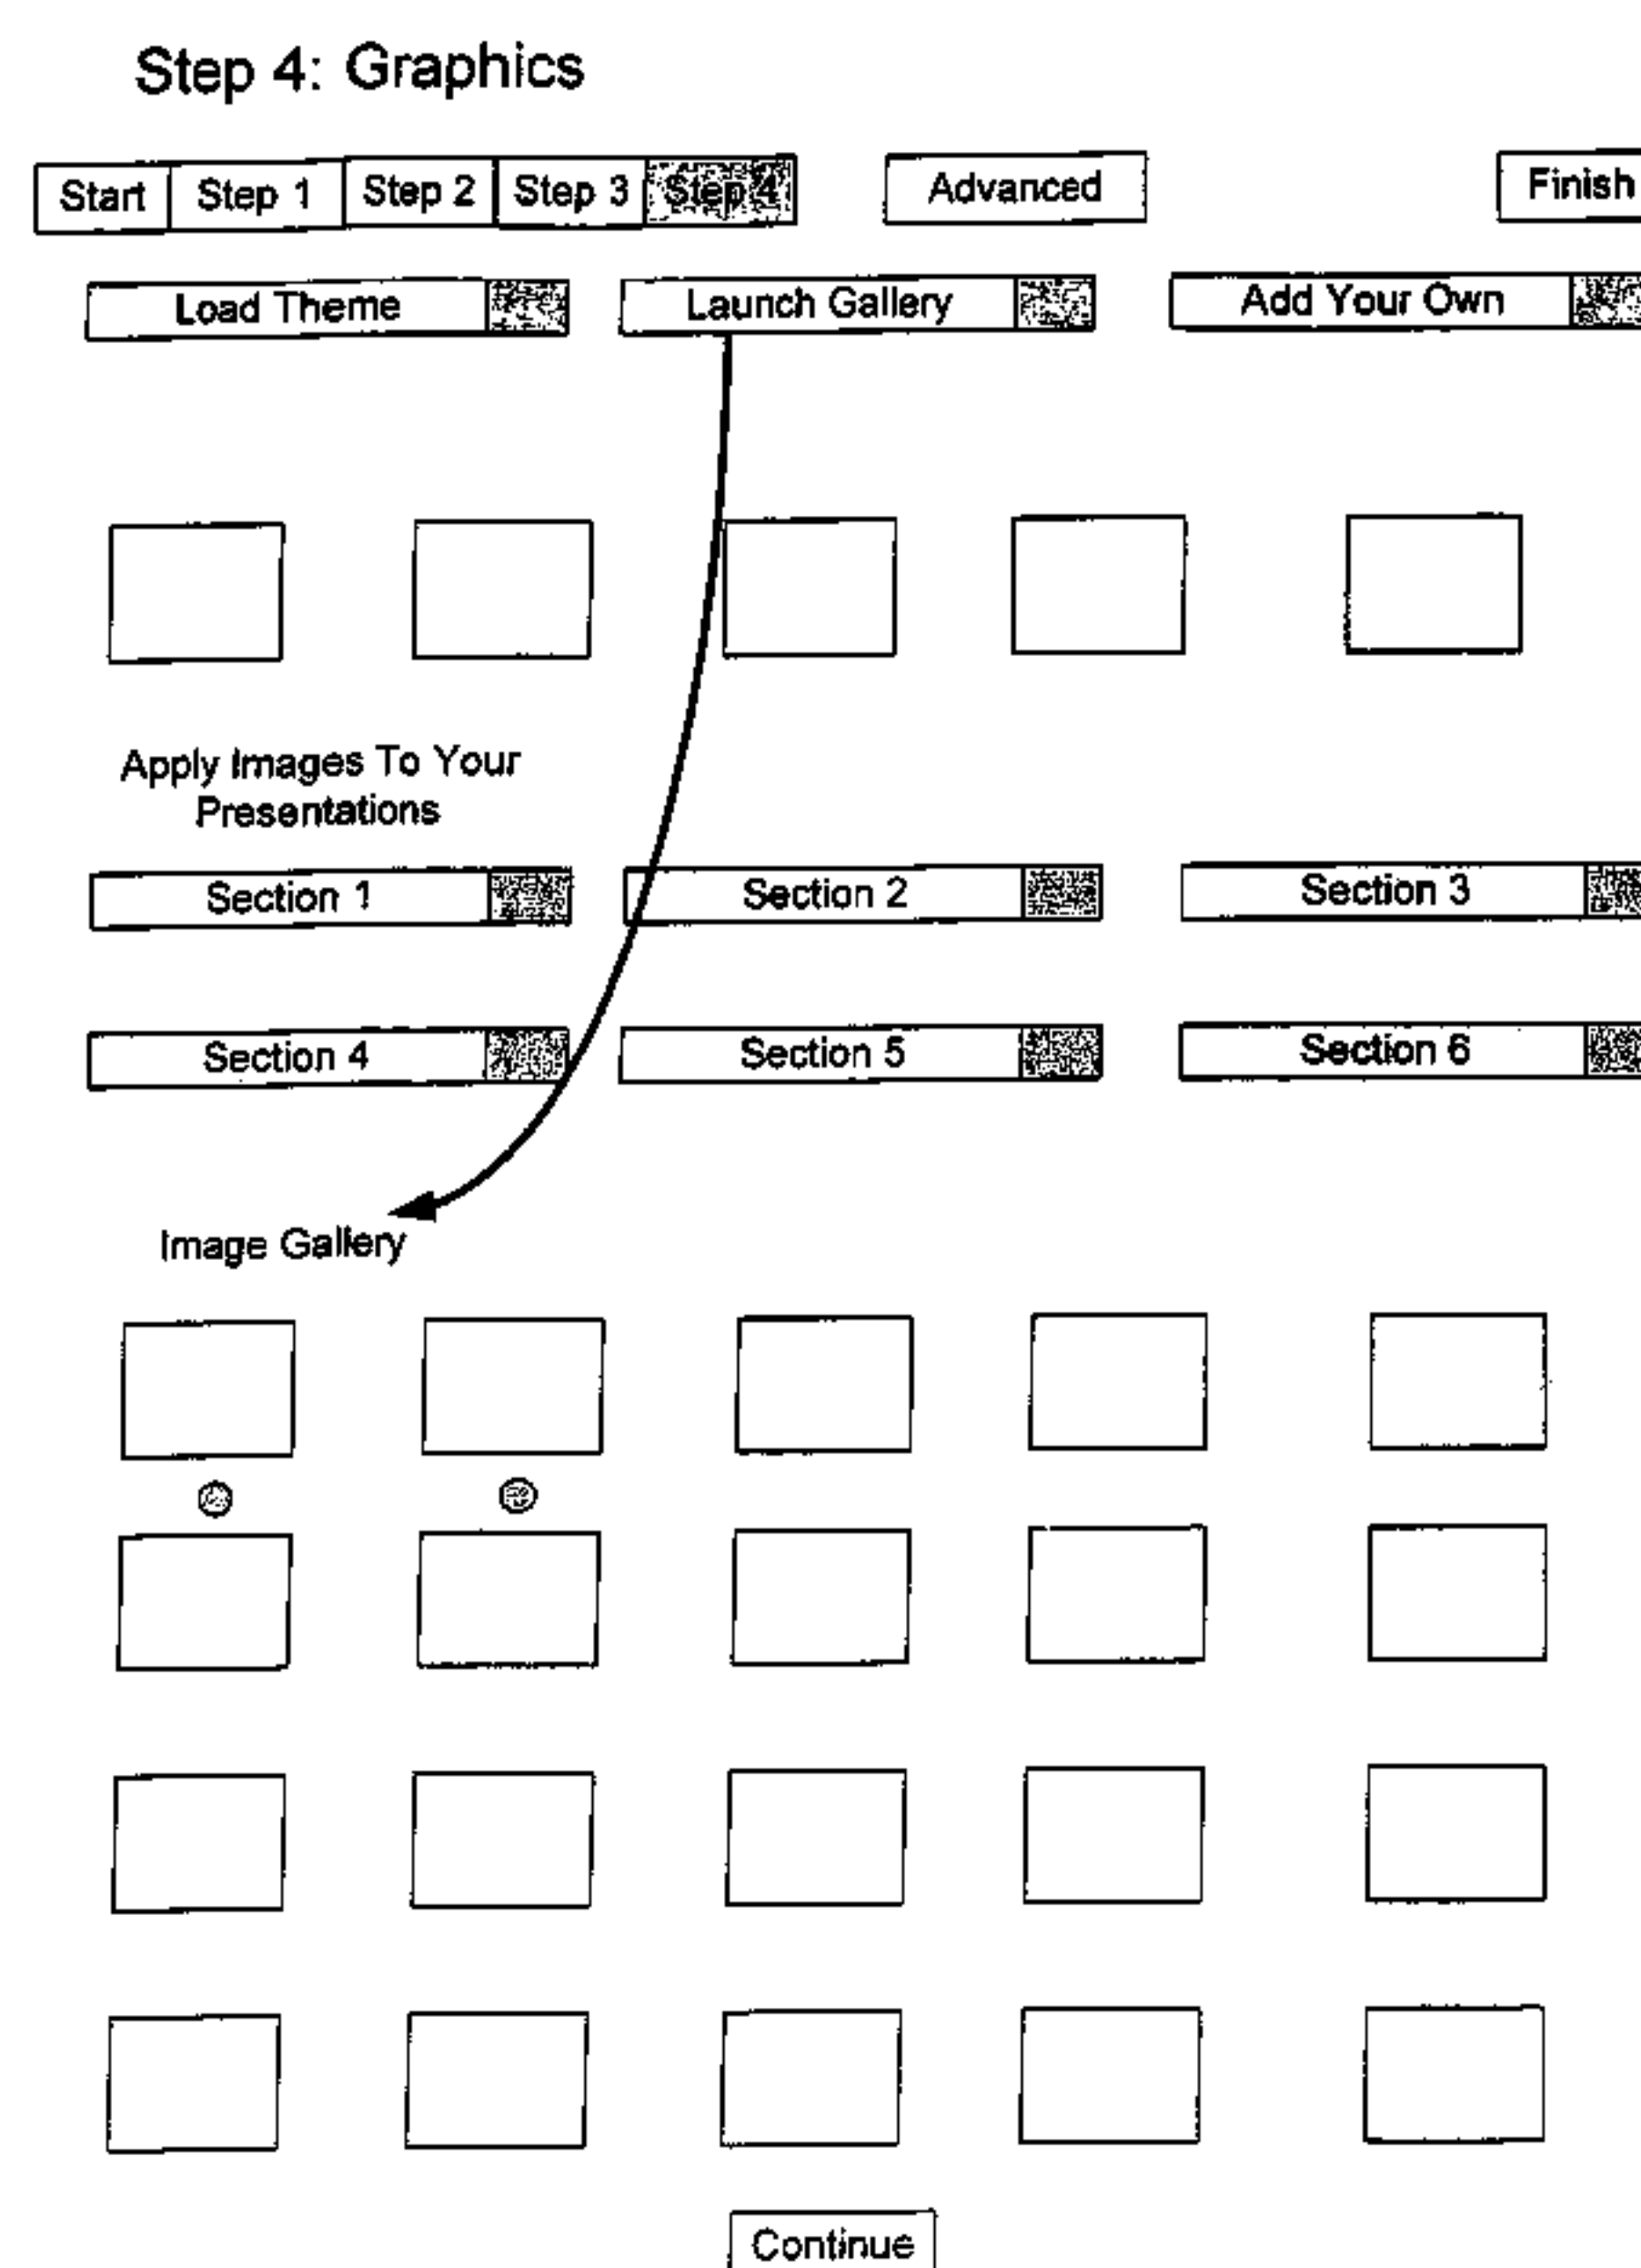 Step 4: Graphics
Start Step 1 Step 2 Step 3 Step 4 Advanced Finish
Load Theme Launch Gallery Add Your Own
Apply Images To Your
Presentations
Section 1 Section 2 Section 3
Section 4 Section 5 Section 6
Image Gallery
Continue